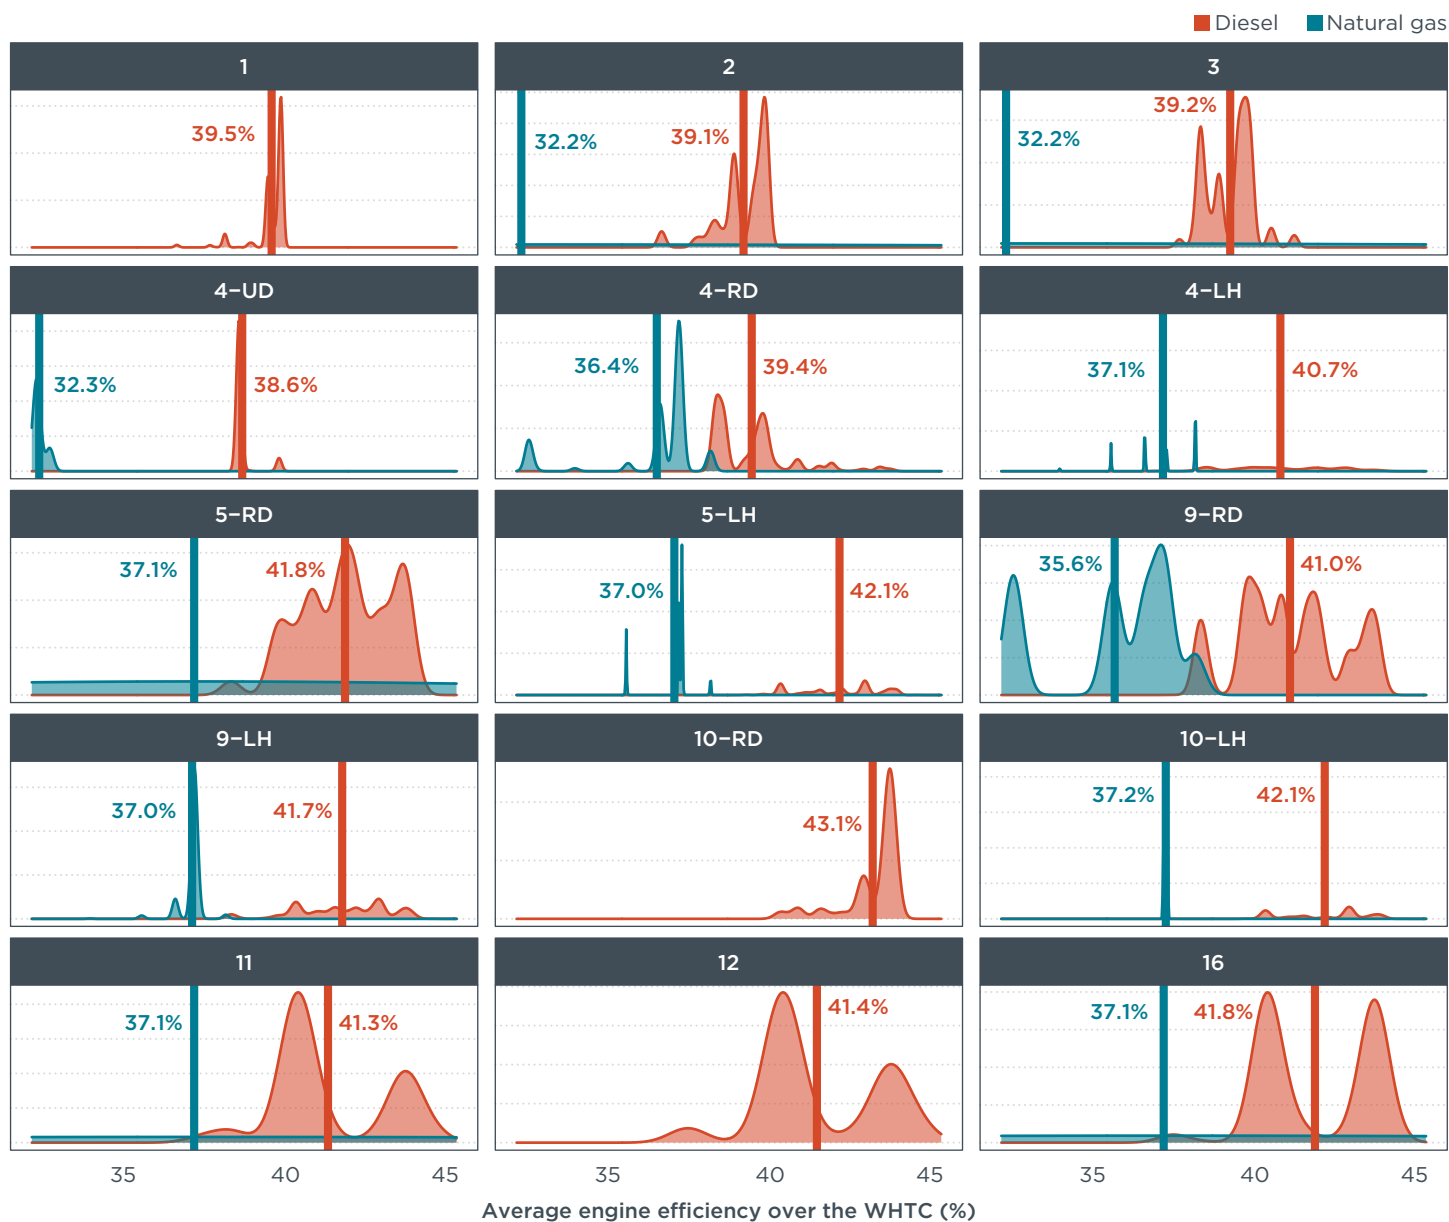 Diesel Natural gas
1 2 3
39.5% 32.2% 39.1% 32.2% 39.2%
4-UD 4-RD 4-LH
32.3% 38.6% 36.4% 39.4% 37.1% 40.7%
5-RD 5-LH 9-RD
37.1% 41.8% 37.0% 42.1% 35.6% 41.0%
9-LH 10-RD 10-LH
37.0% 41.7% 43.1% 37.2% 42.1%
11 12 16
37.1% 41.3% 41.4% 37.1% 41.8%
35 40 45 35 40 45 35 40 45
Average engine efficiency over the WHTC (%)